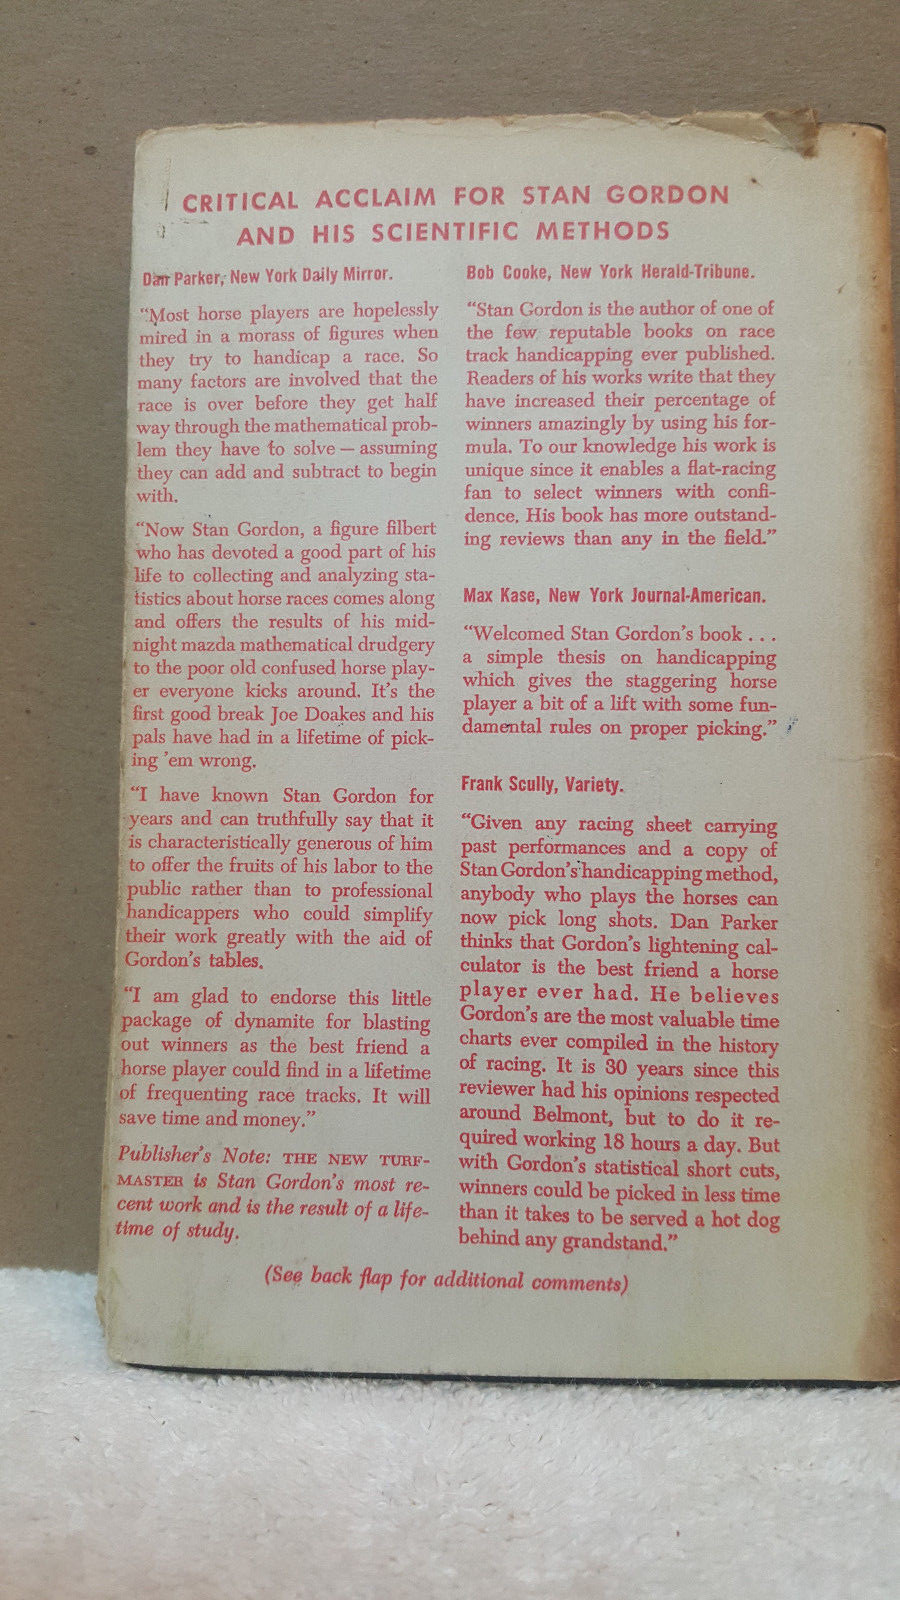 CRITICAL ACCLAIM FOR STAN GORDON
AND HIS SCIENTIFIC METHODS
Dan Parker, New York Daily Mirror.
"Most horse players are hopelessly
mired in a morass of figures when
they try to handicap a race. So
many factors are involved that the
race is over before they get half
way through the mathematical prob-
lem they have to solve — assuming
they can add and subtract to begin
with.
"Now Stan Gordon, a figure filbert
who has devoted a good part of his
life to collecting and analyzing sta-
tistics about horse races comes along
and offers the results of his mid-
night mazda mathematical drudgery
to the poor old confused horse play-
er everyone kicks around. It's the
first good break Joe Doakes and his
pals have had in a lifetime of pick-
ing 'em wrong.
"I have known Stan Gordon for
years and can truthfully say that it
is characteristically generous of him
to offer the fruits of his labor to the
public rather than to professional
handicappers who could simplify
their work greatly with the aid of
Gordon's tables.
"I am glad to endorse this little
package of dynamite for blasting
out winners as the best friend a
horse player could find in a lifetime
of frequenting race tracks. It will
save time and money."
Publisher's Note: THE NEW TURF-
MASTER is Stan Gordon's most re-
cent work and is the result of a life-
time of study.
Bob Cooke, New York Herald-Tribune.
"Stan Gordon is the author of one of
the few reputable books on race
track handicapping ever published.
Readers of his works write that they
have increased their percentage of
winners amazingly by using his for-
mula. To our knowledge his work is
unique since it enables a flat-racing
fan to select winners with confi-
dence. His book has more outstand-
ing reviews than any in the field."
Max Kase, New York Journal-American.
"Welcomed Stan Gordon's book . . .
a simple thesis on handicapping
which gives the staggering horse
player a bit of a lift with some fun-
damental rules on proper picking."
Frank Scully, Variety.
"Given any racing sheet carrying
past performances and a copy of
Stan Gordon's handicapping method,
anybody who plays the horses can
now pick long shots. Dan Parker
thinks that Gordon's lightening cal-
culator is the best friend a horse
player ever had. He believes
Gordon's are the most valuable time
charts ever compiled in the history
of racing. It is 30 years since this
reviewer had his opinions respected
around Belmont, but to do it re-
quired working 18 hours a day. But
with Gordon's statistical short cuts,
winners could be picked in less time
than it takes to be served a hot dog
behind any grandstand."
(See back flap for additional comments)